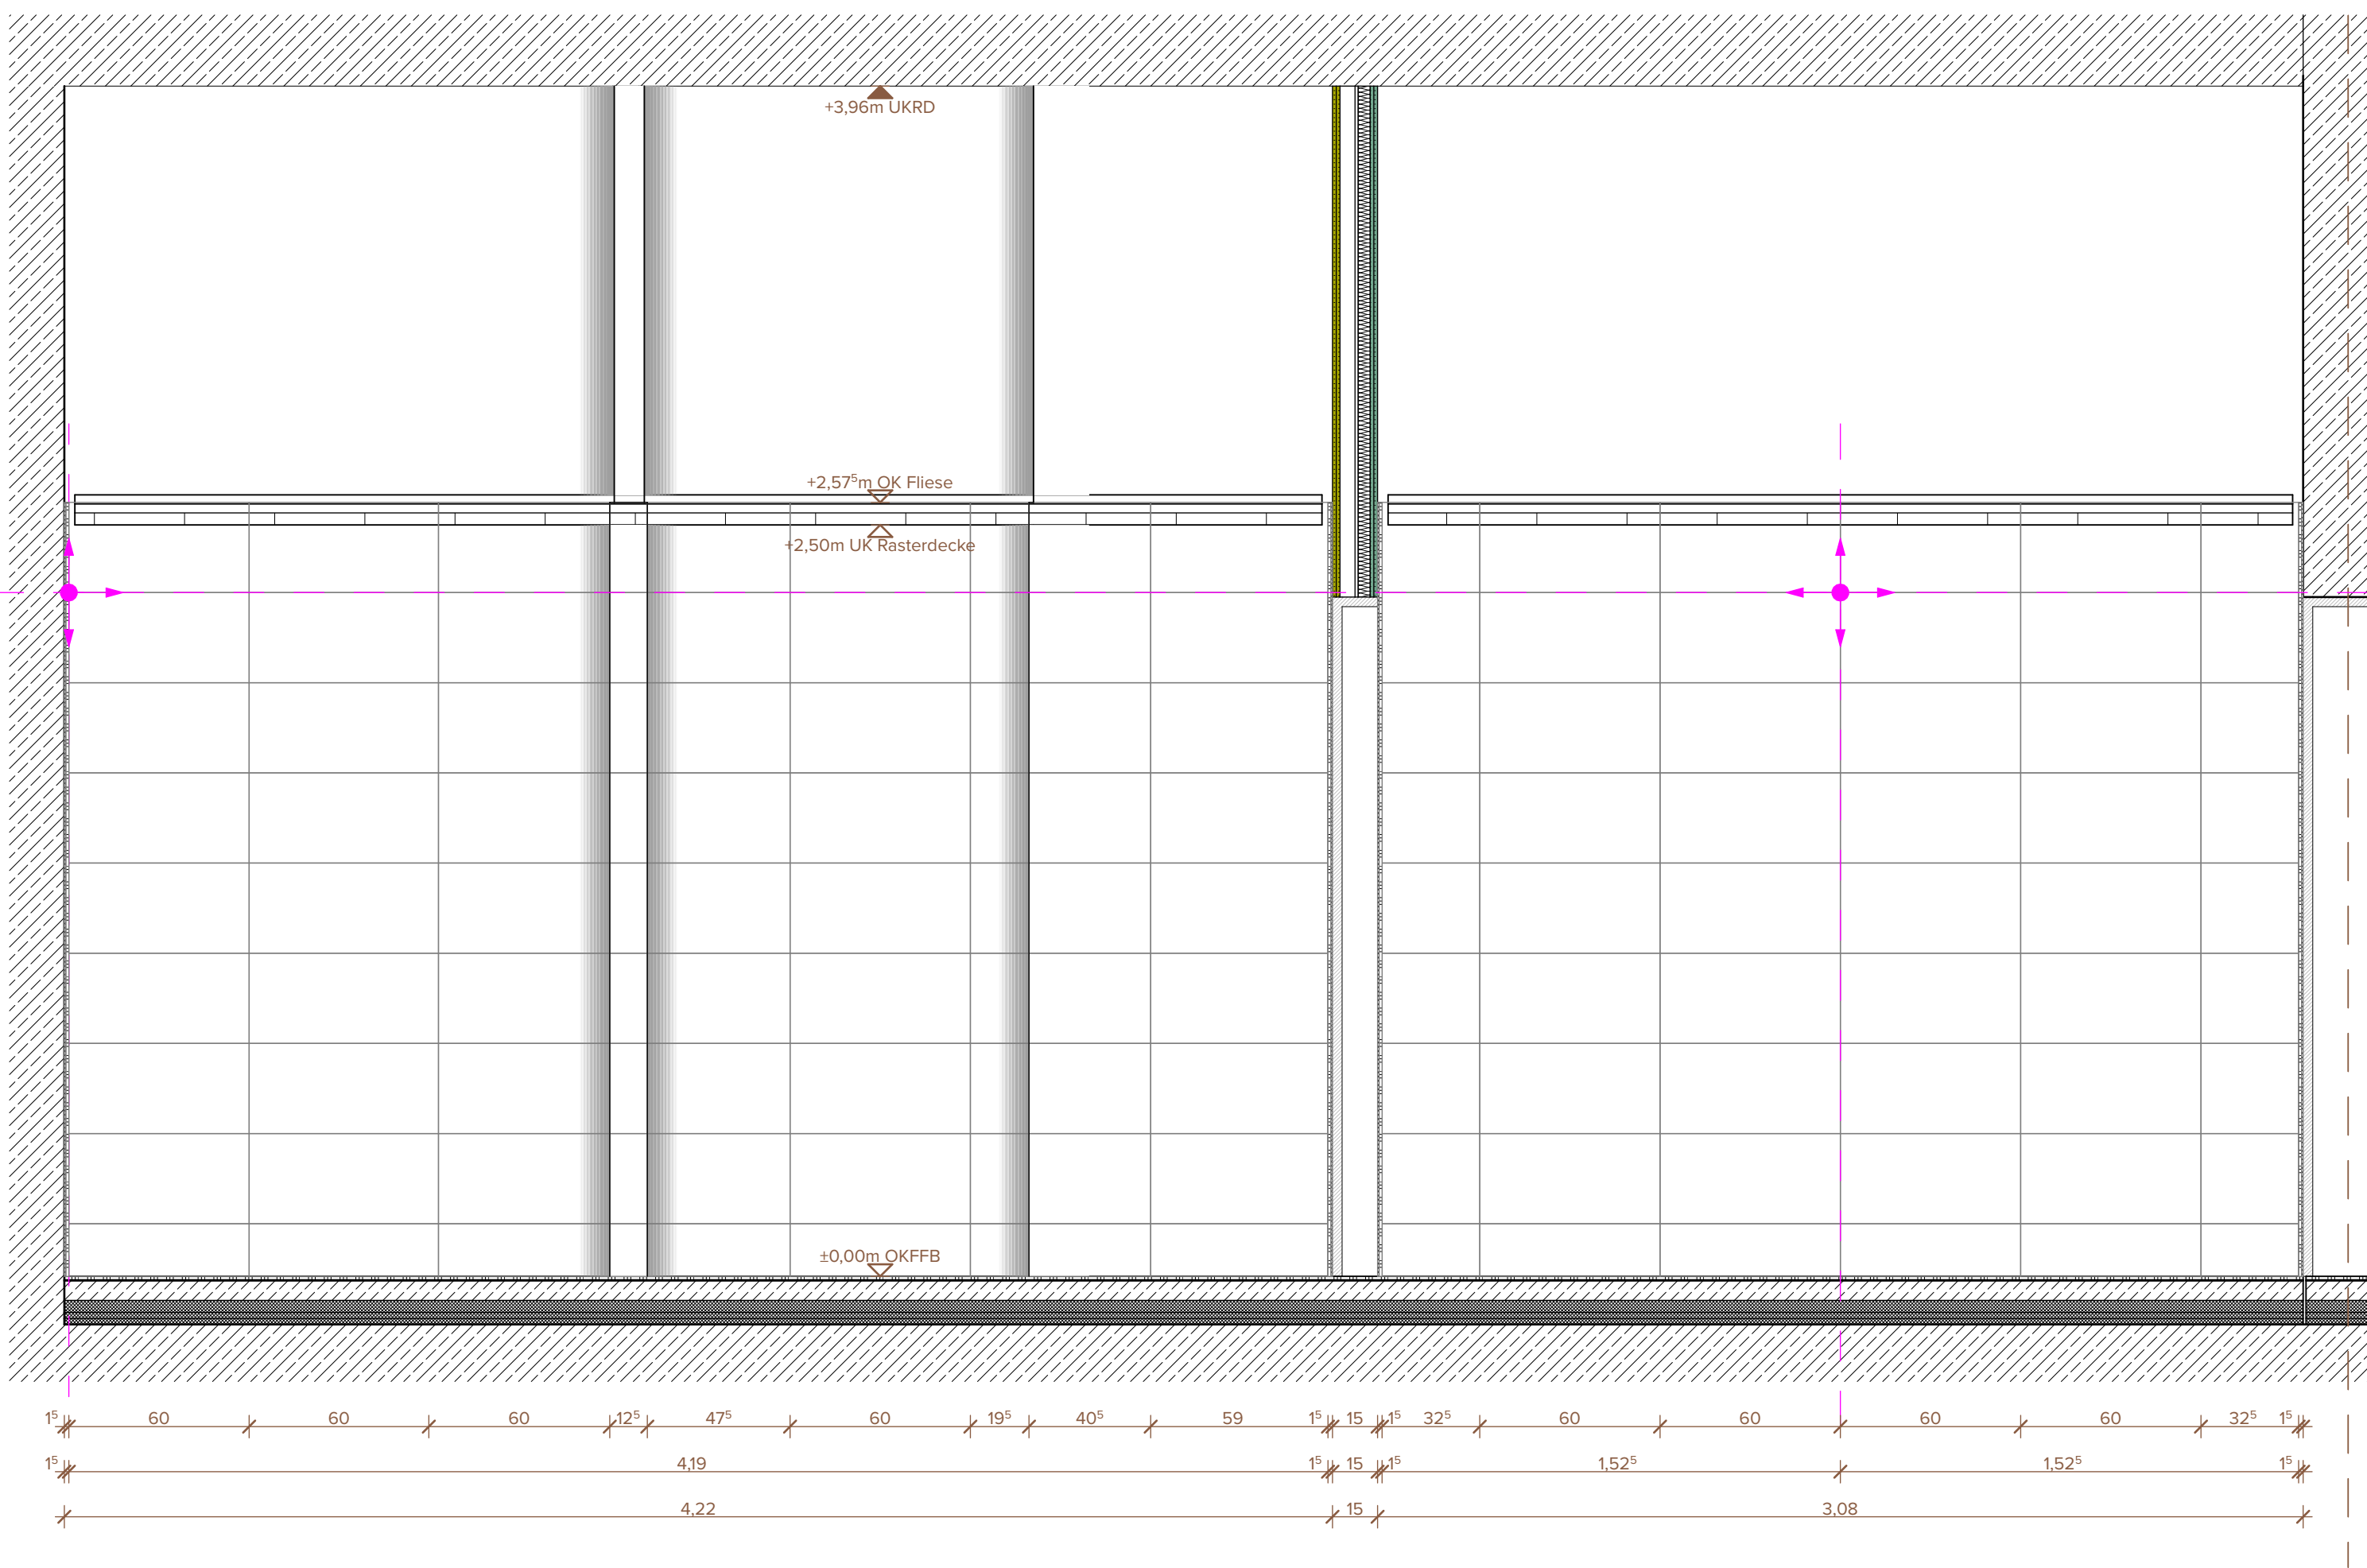 +3,96m UKRD
+2,57⁵m OK Fliese
+2,50m UK Rasterdecke
±0,00m OKFFB
1⁵ 60 60 60 12⁵ 47⁵ 60 19⁵ 40⁵ 59 1⁵ 15 1⁵ 32⁵ 60 60 60 60 32⁵ 1⁵
1⁵ 4,19 1⁵ 15 1⁵ 1,52⁵ 1,52⁵ 1⁵
4,22 15 3,08